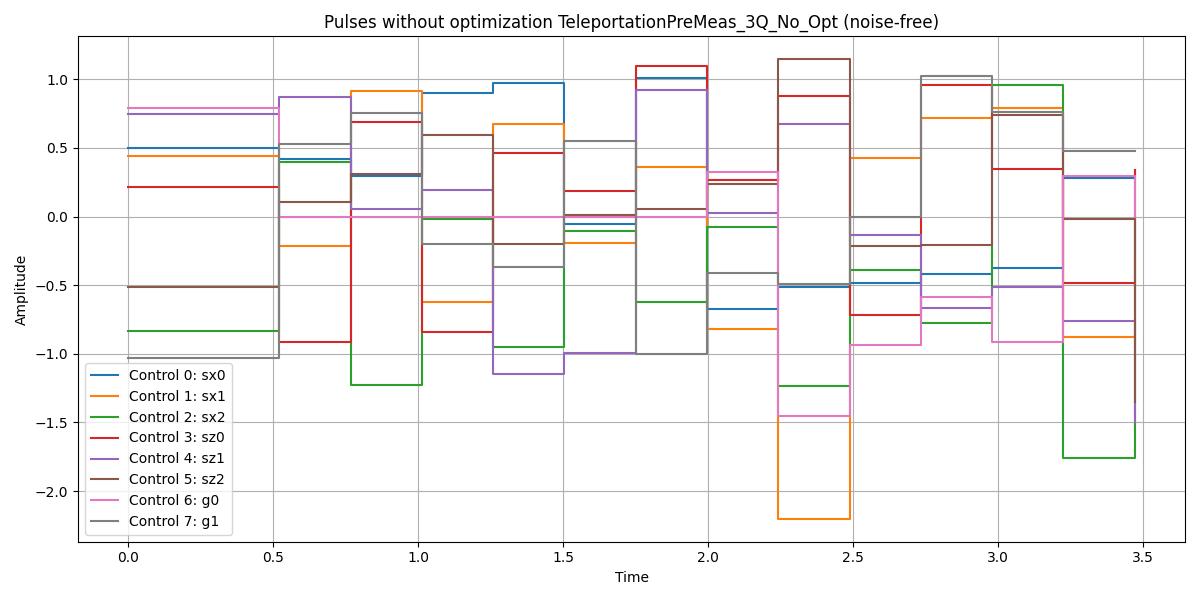 Pulses without optimization TeleportationPreMeas_3Q_No_Opt (noise-free)
1.0
0.5
0.0
−0.5
−1.0
−1.5
−2.0
Amplitude
Control 0: sx0
Control 1: sx1
Control 2: sx2
Control 3: sz0
Control 4: sz1
Control 5: sz2
Control 6: g0
Control 7: g1
0.0 0.5 1.0 1.5 2.0 2.5 3.0 3.5
Time